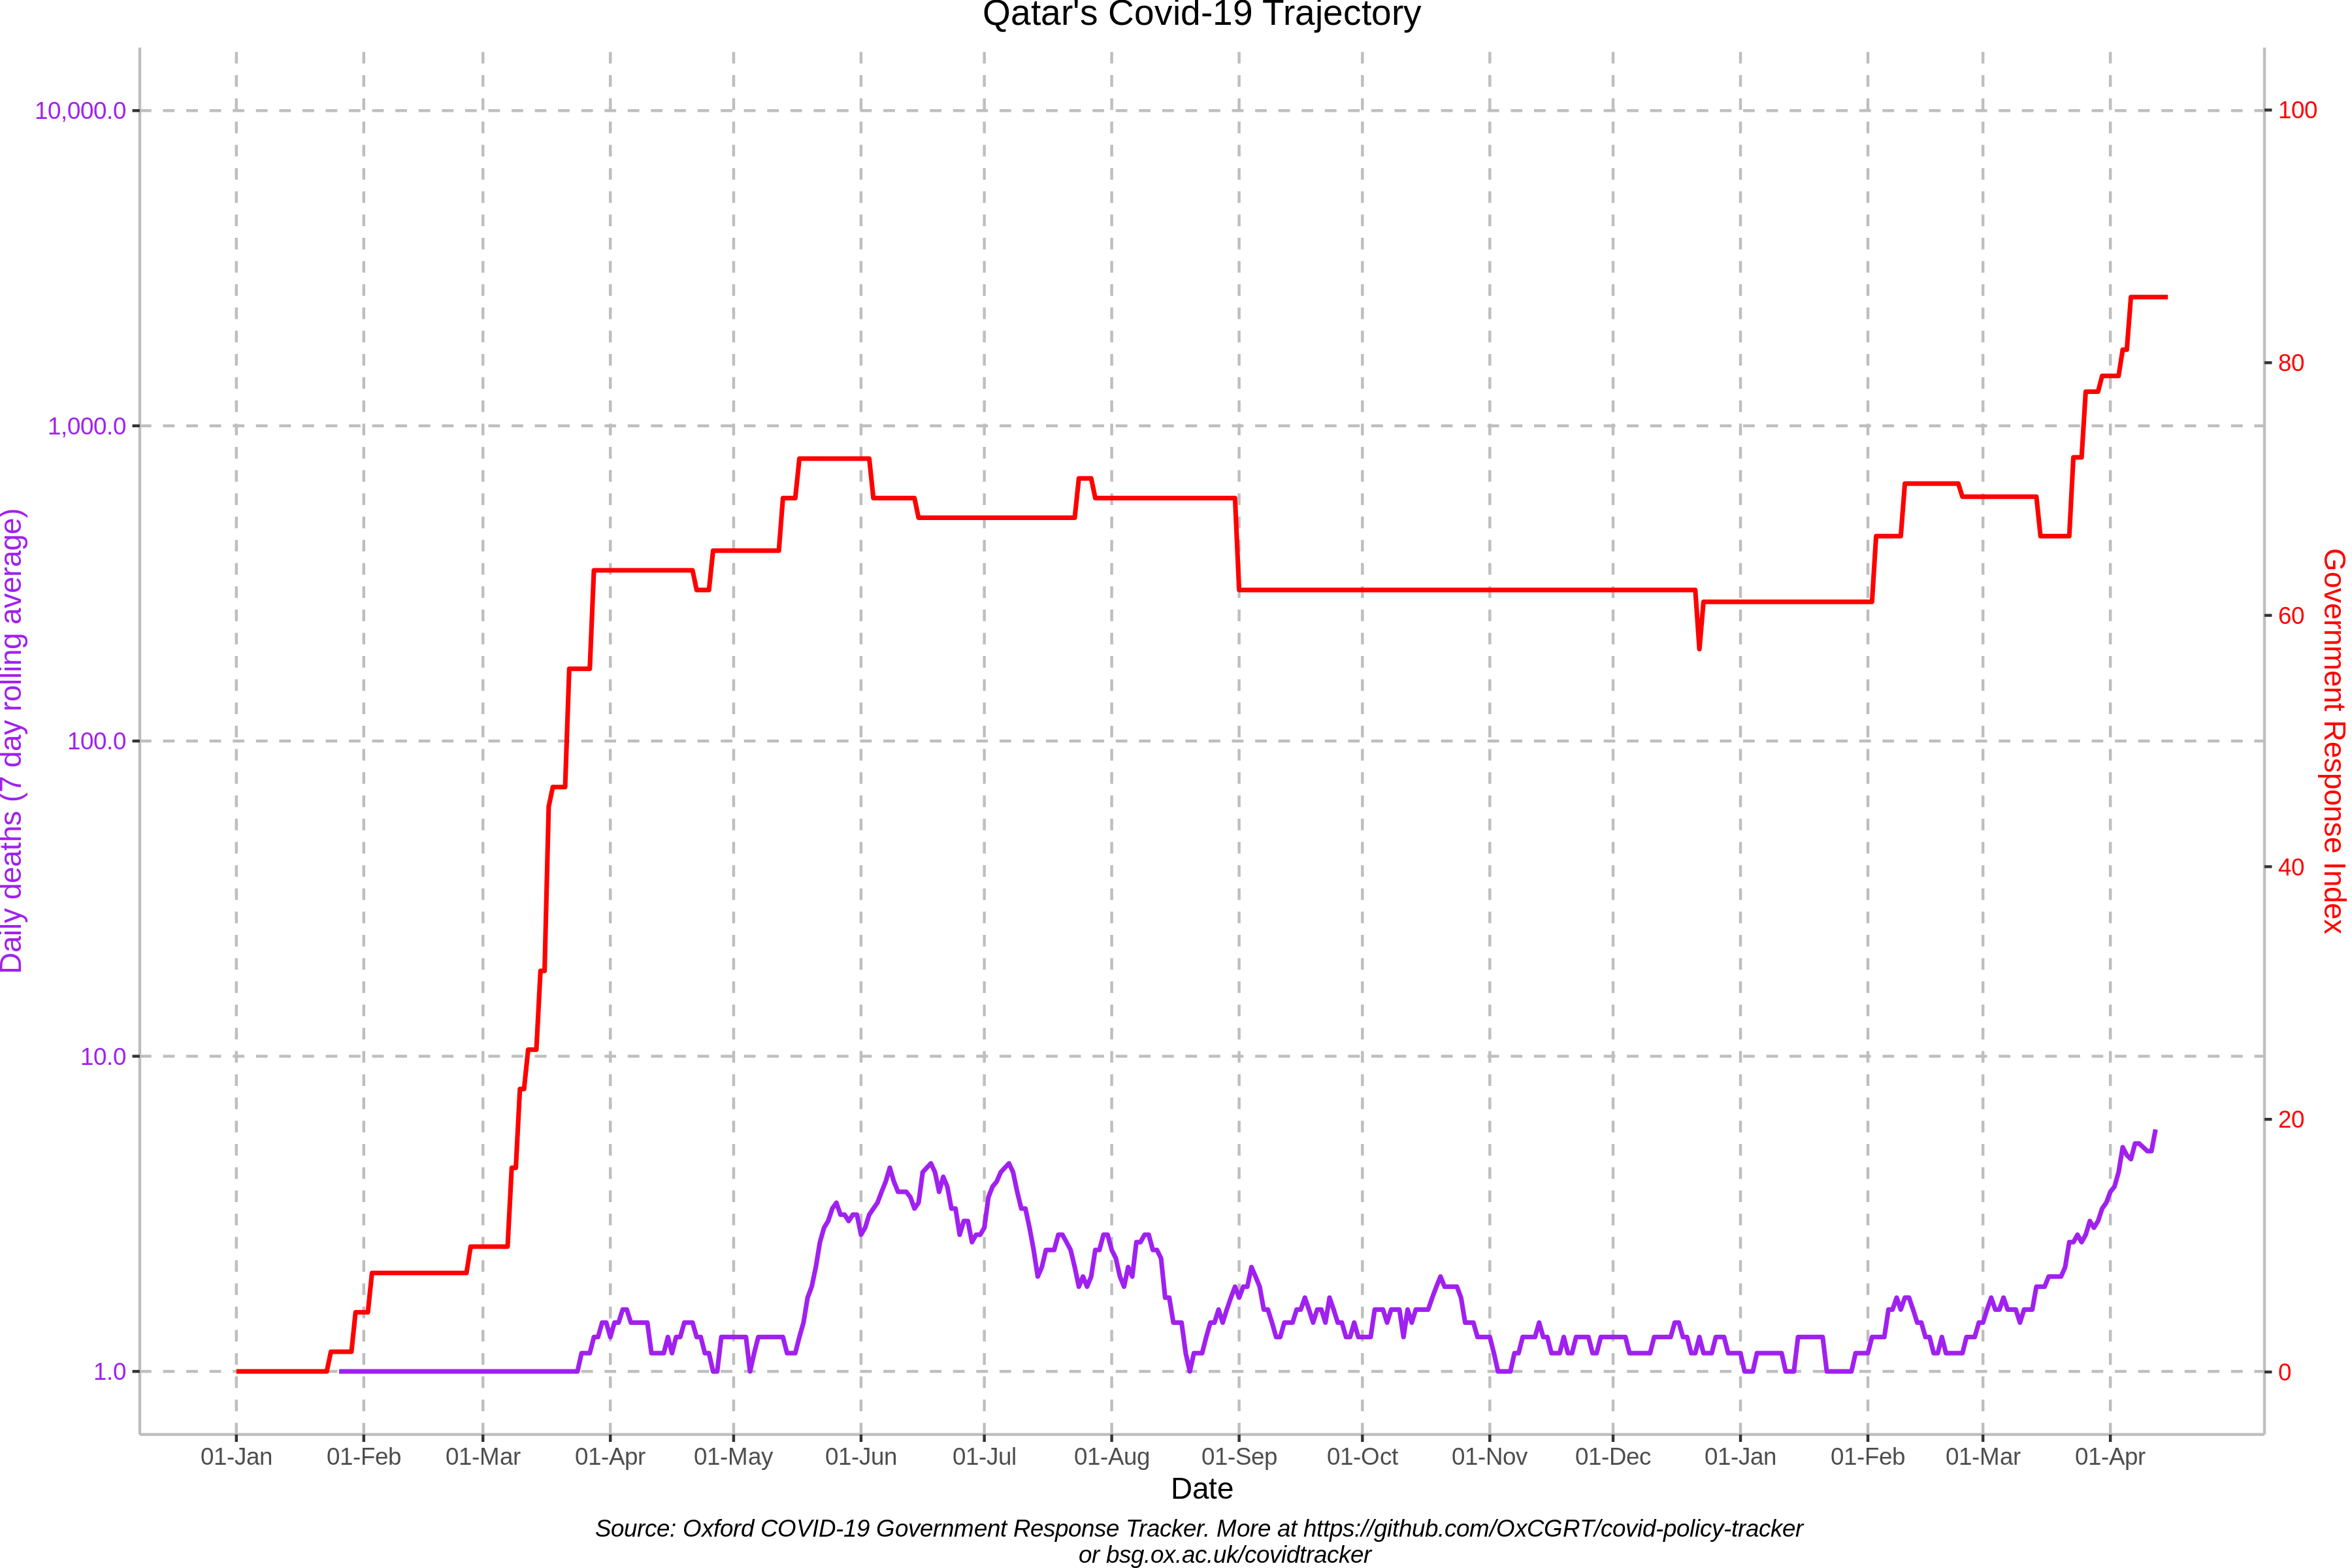 Qatar's Covid-19 Trajectory
Daily deaths (7 day rolling average)
10,000.0
1,000.0
100.0
10.0
1.0
100
80
60
40
20
0
Government Response Index
01-Jan 01-Feb 01-Mar 01-Apr 01-May 01-Jun 01-Jul 01-Aug 01-Sep 01-Oct 01-Nov 01-Dec 01-Jan 01-Feb 01-Mar 01-Apr
Date
Source: Oxford COVID-19 Government Response Tracker. More at https://github.com/OxCGRT/covid-policy-tracker
or bsg.ox.ac.uk/covidtracker